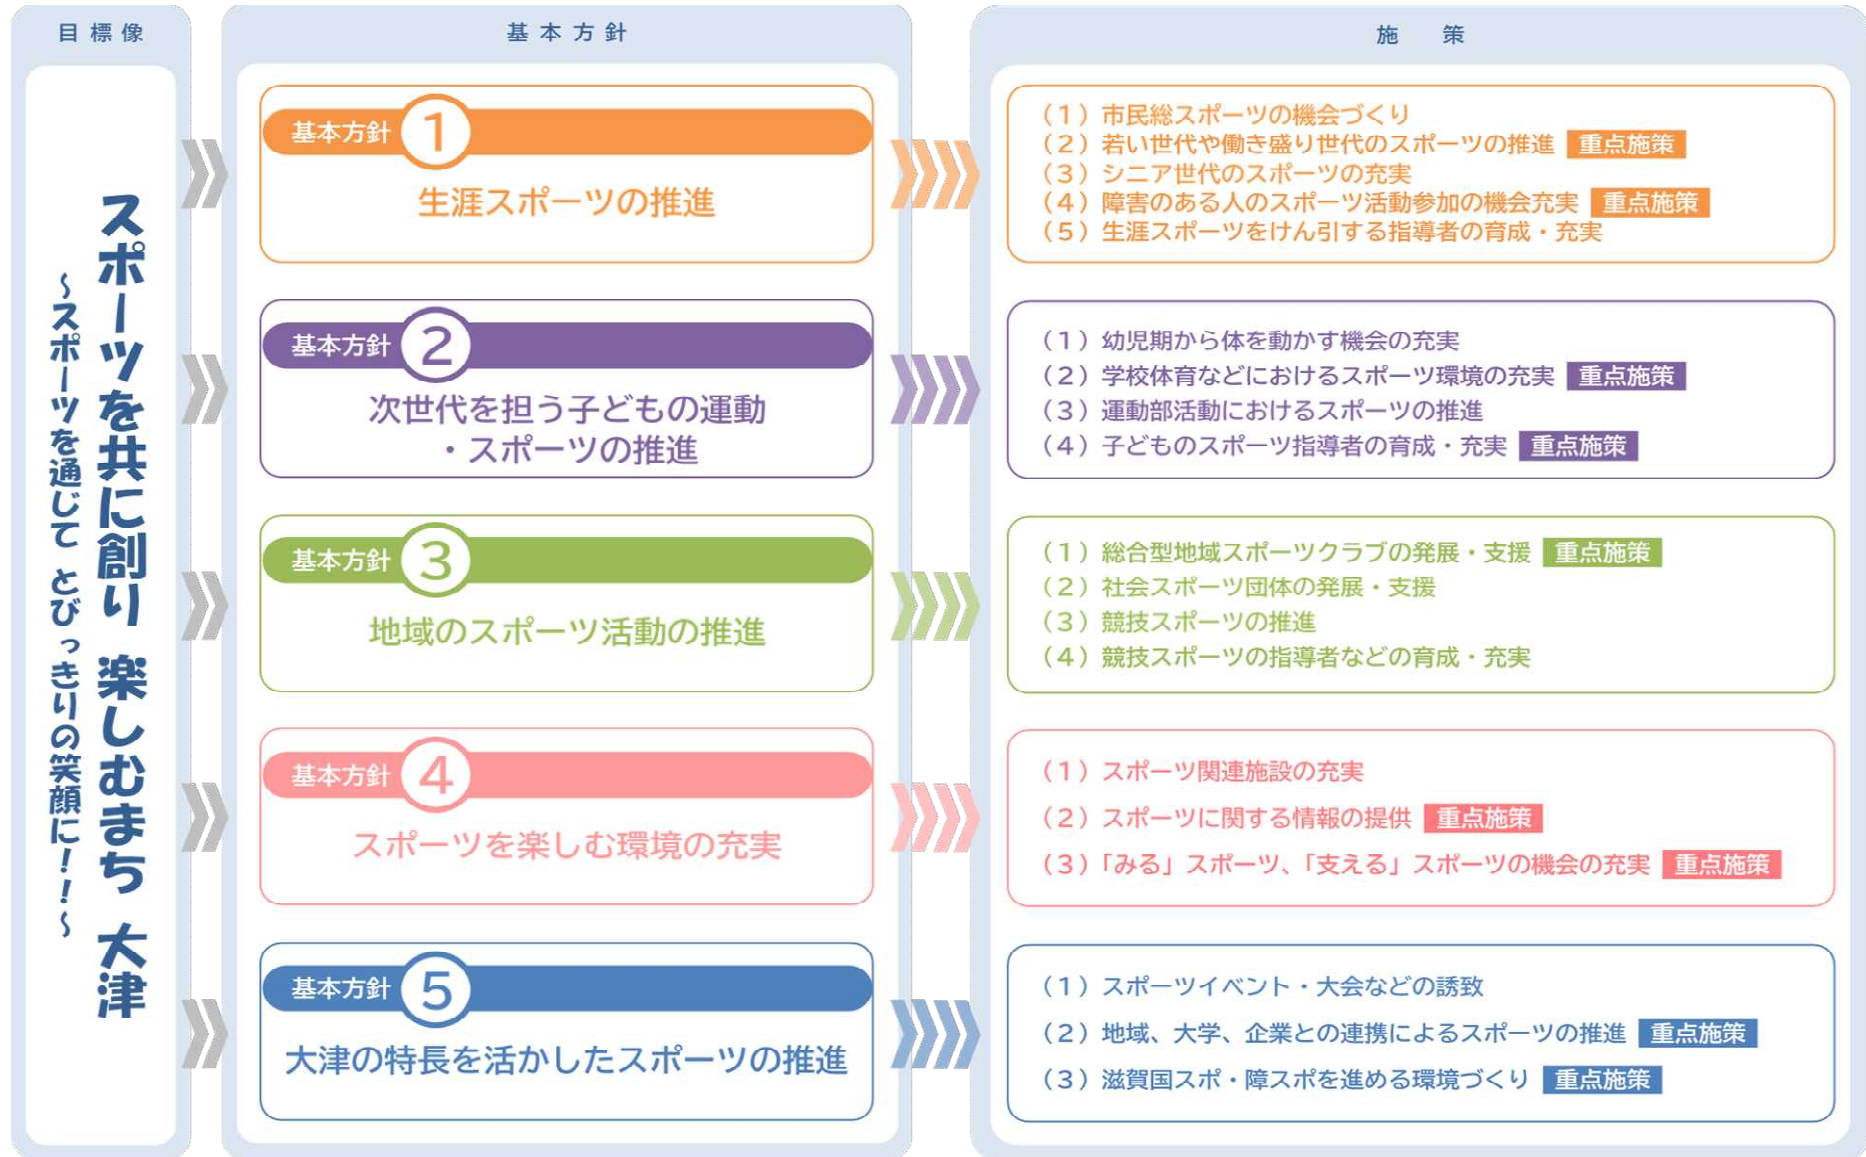 目標像
スポーツを共に創り 楽しむまち 大津
~スポーツを通じて とびっきりの笑顔に!!~
基本方針
基本方針 1
生涯スポーツの推進
基本方針 2
次世代を担う子どもの運動
・スポーツの推進
基本方針 3
地域のスポーツ活動の推進
基本方針 4
スポーツを楽しむ環境の充実
基本方針 5
大津の特長を活かしたスポーツの推進
施策
(1)市民総スポーツの機会づくり
(2)若い世代や働き盛り世代のスポーツの推進 重点施策
(3)シニア世代のスポーツの充実
(4)障害のある人のスポーツ活動参加の機会充実 重点施策
(5)生涯スポーツをけん引する指導者の育成・充実
(1)幼児期から体を動かす機会の充実
(2)学校体育などにおけるスポーツ環境の充実 重点施策
(3)運動部活動におけるスポーツの推進
(4)子どものスポーツ指導者の育成・充実 重点施策
(1)総合型地域スポーツクラブの発展・支援 重点施策
(2)社会スポーツ団体の発展・支援
(3)競技スポーツの推進
(4)競技スポーツの指導者などの育成・充実
(1)スポーツ関連施設の充実
(2)スポーツに関する情報の提供 重点施策
(3)「みる」スポーツ、「支える」スポーツの機会の充実 重点施策
(1)スポーツイベント・大会などの誘致
(2)地域、大学、企業との連携によるスポーツの推進 重点施策
(3)滋賀国スポ・障スポを進める環境づくり 重点施策